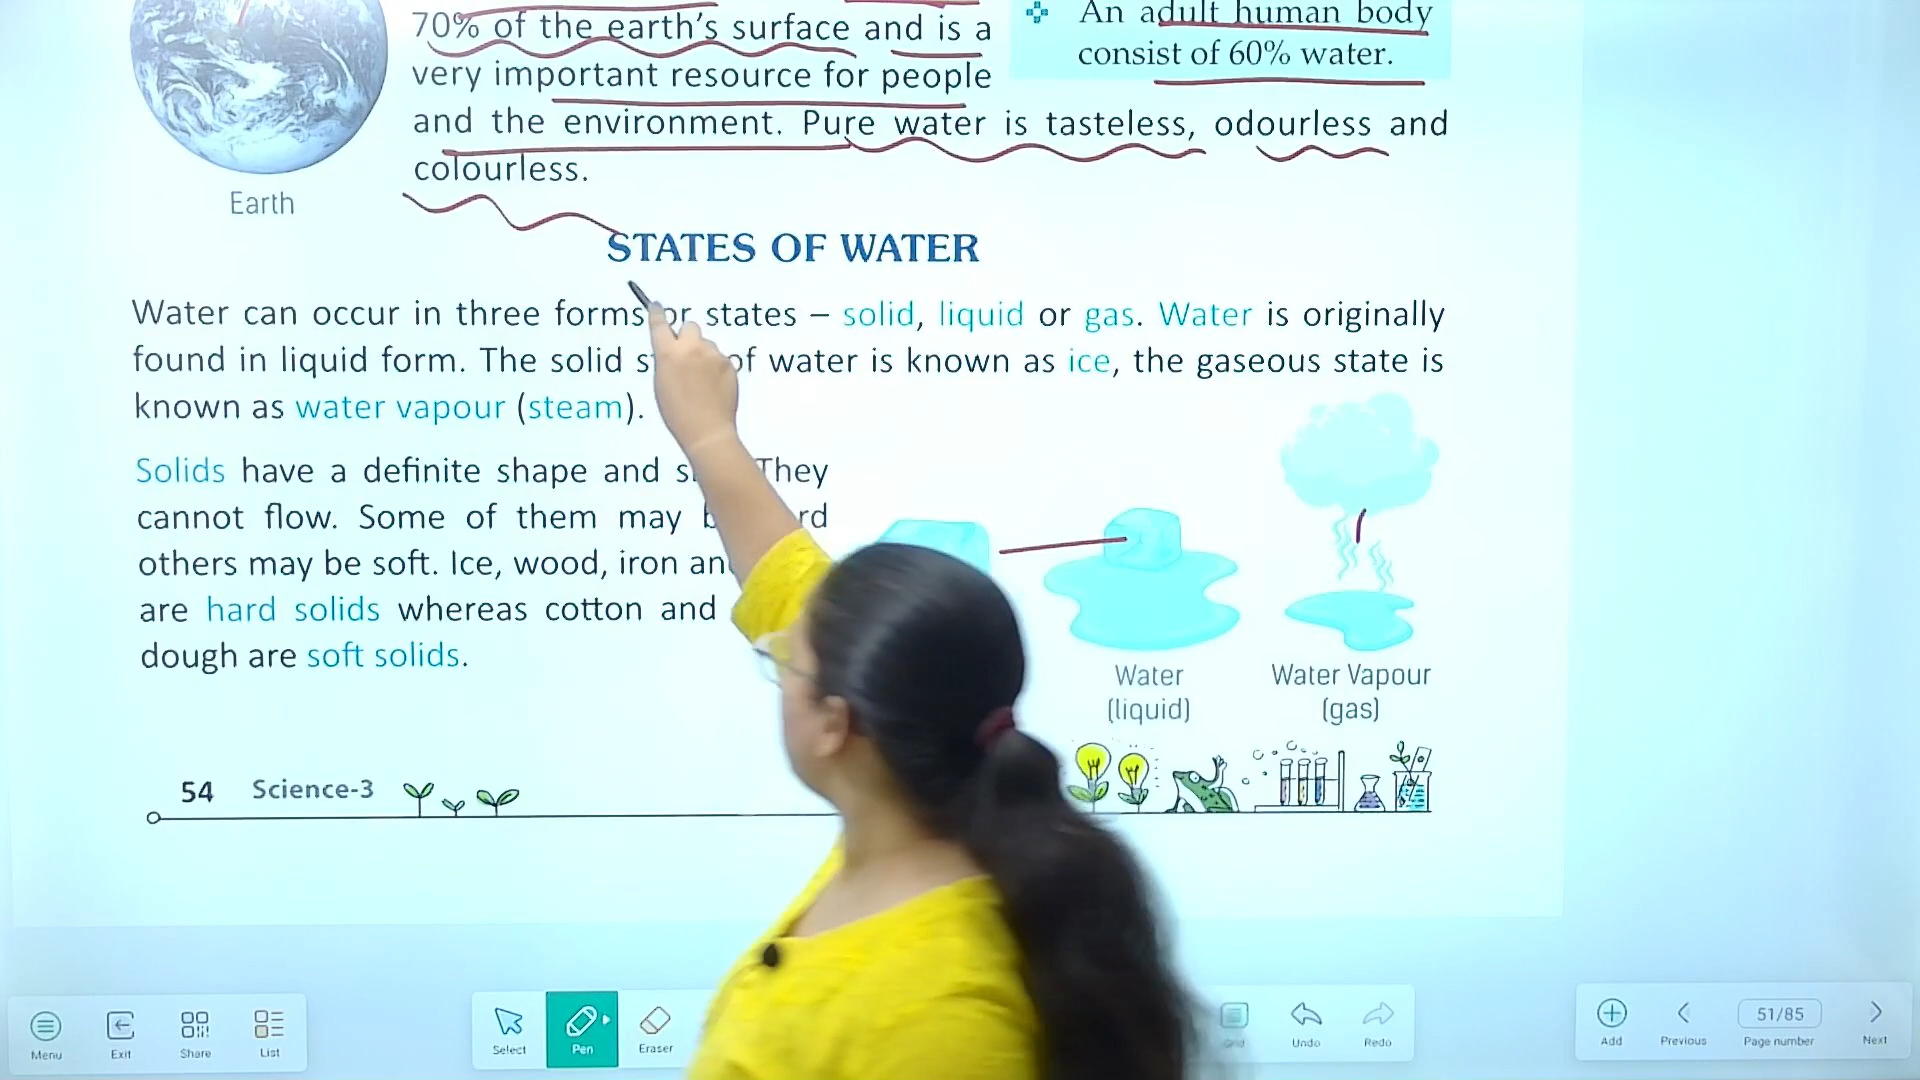 70% of the earth's surface and is a
very important resource for people
and the environment. Pure water is tasteless, odourless and
colourless.
An adult human body
consist of 60% water.
Earth
STATES OF WATER
Water can occur in three forms or states – solid, liquid or gas. Water is originally
found in liquid form. The solid of water is known as ice, the gaseous state is
known as water vapour (steam).
Solids have a definite shape and They
cannot flow. Some of them may
others may be soft. Ice, wood, iron
are hard solids whereas cotton and
dough are soft solids.
Water
(liquid)
Water Vapour
(gas)
54 Science-3
Menu Exit Share List
Select Pen Eraser
Grid Undo Redo
Add Previous 51/85 Page number Next